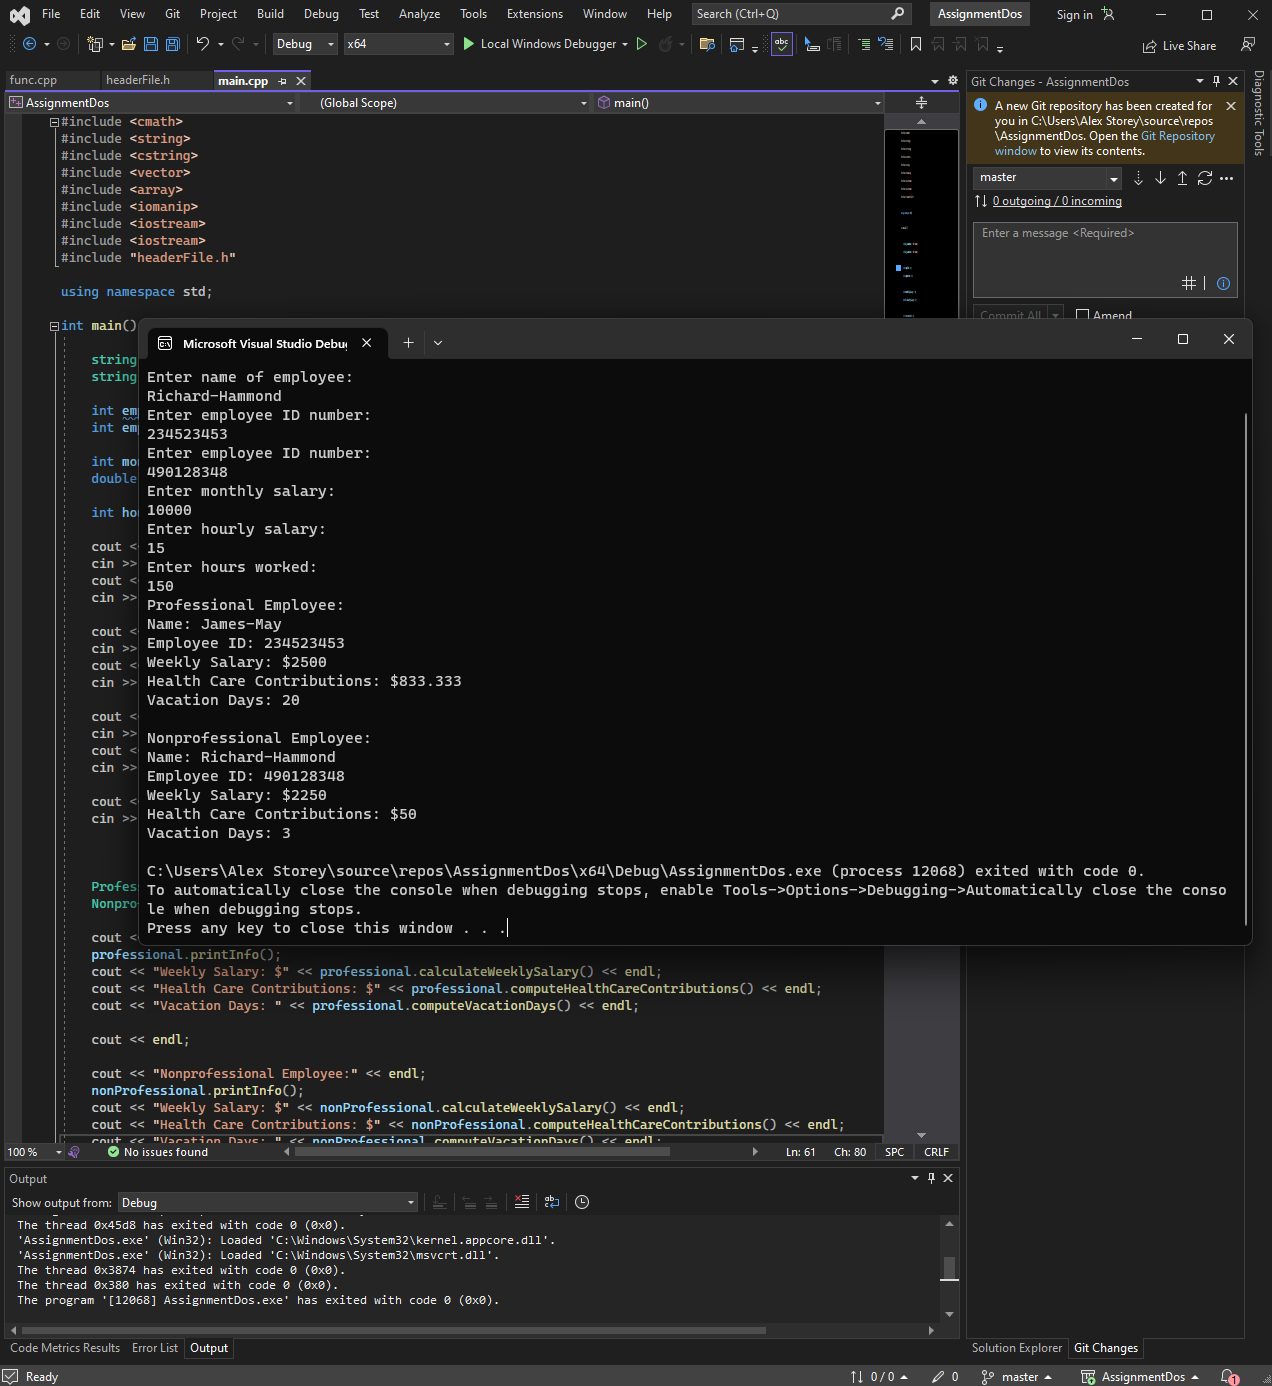 File Edit View Git Project Build Debug Test Analyze Tools Extensions Window Help Search (Ctrl+Q) AssignmentDos Sign in
Debug x64 Local Windows Debugger Live Share
func.cpp headerFile.h main.cpp
AssignmentDos (Global Scope) main()
#include <cmath>
#include <string>
#include <cstring>
#include <vector>
#include <array>
#include <iomanip>
#include <iostream>
#include <iostream>
#include "headerFile.h"
using namespace std;
int main()
string
string
int em
int em
int mo
double
int ho
cout <
cin >>
cout <
cin >>
cout <
cin >>
cout <
cin >>
cout <
cin >>
cout <
cin >>
cout <
cin >>
Profes
Nonpro
cout <
professional.printInfo();
cout << "Weekly Salary: $" << professional.calculateWeeklySalary() << endl;
cout << "Health Care Contributions: $" << professional.computeHealthCareContributions() << endl;
cout << "Vacation Days: " << professional.computeVacationDays() << endl;
cout << endl;
cout << "Nonprofessional Employee:" << endl;
nonProfessional.printInfo();
cout << "Weekly Salary: $" << nonProfessional.calculateWeeklySalary() << endl;
cout << "Health Care Contributions: $" << nonProfessional.computeHealthCareContributions() << endl;
cout << "Vacation Days: " << nonProfessional.computeVacationDays() << endl;
Microsoft Visual Studio Debug
Enter name of employee:
Richard-Hammond
Enter employee ID number:
234523453
Enter employee ID number:
490128348
Enter monthly salary:
10000
Enter hourly salary:
15
Enter hours worked:
150
Professional Employee:
Name: James-May
Employee ID: 234523453
Weekly Salary: $2500
Health Care Contributions: $833.333
Vacation Days: 20
Nonprofessional Employee:
Name: Richard-Hammond
Employee ID: 490128348
Weekly Salary: $2250
Health Care Contributions: $50
Vacation Days: 3
C:\Users\Alex Storey\source\repos\AssignmentDos\x64\Debug\AssignmentDos.exe (process 12068) exited with code 0.
To automatically close the console when debugging stops, enable Tools->Options->Debugging->Automatically close the conso
le when debugging stops.
Press any key to close this window . . .
Git Changes - AssignmentDos
A new Git repository has been created for
you in C:\Users\Alex Storey\source\repos
\AssignmentDos. Open the Git Repository
window to view its contents.
master
0 outgoing / 0 incoming
Enter a message <Required>
Commit All Amend
Diagnostic Tools
100 % No issues found Ln: 61 Ch: 80 SPC CRLF
Output
Show output from: Debug
The thread 0x45d8 has exited with code 0 (0x0).
'AssignmentDos.exe' (Win32): Loaded 'C:\Windows\System32\kernel.appcore.dll'.
'AssignmentDos.exe' (Win32): Loaded 'C:\Windows\System32\msvcrt.dll'.
The thread 0x3874 has exited with code 0 (0x0).
The thread 0x380 has exited with code 0 (0x0).
The program '[12068] AssignmentDos.exe' has exited with code 0 (0x0).
Code Metrics Results Error List Output
Solution Explorer Git Changes
Ready 0 / 0 0 master AssignmentDos 1